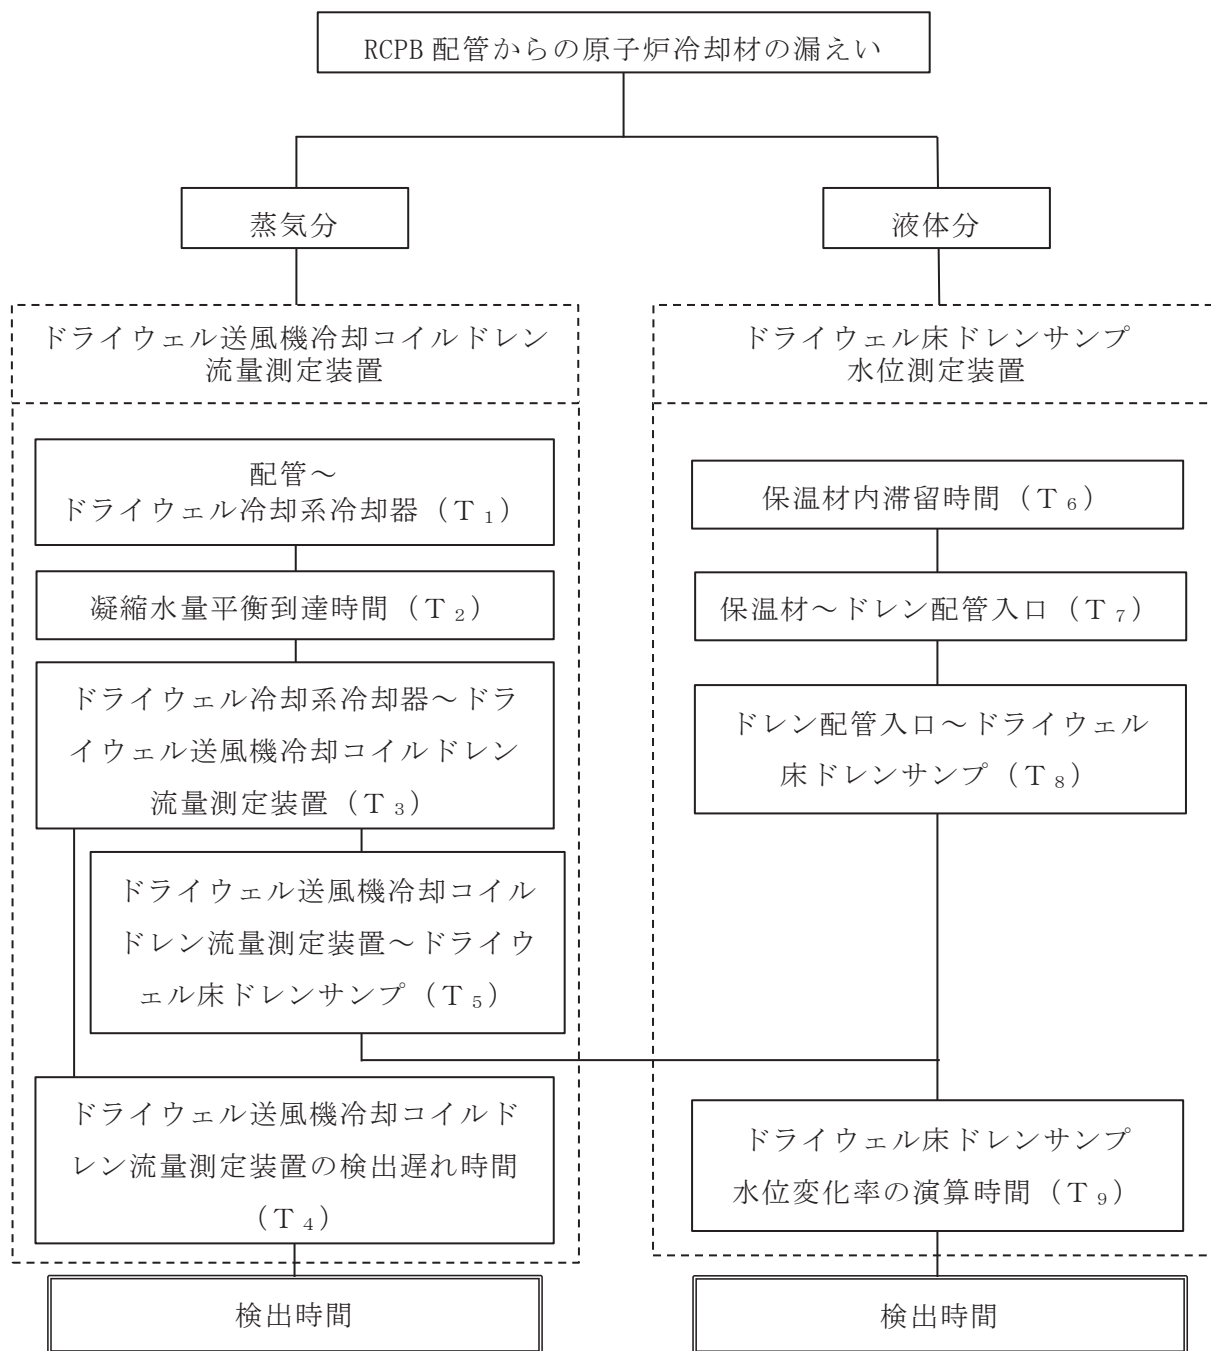 RCPB 配管からの原子炉冷却材の漏えい
蒸気分
液体分
ドライウェル送風機冷却コイルドレン
流量測定装置
ドライウェル床ドレンサンプ
水位測定装置
配管～
ドライウェル冷却系冷却器（Ｔ₁）
凝縮水量平衡到達時間（Ｔ₂）
ドライウェル冷却系冷却器～ドラ
イウェル送風機冷却コイルドレン
流量測定装置（Ｔ₃）
ドライウェル送風機冷却コイル
ドレン流量測定装置～ドライウ
ェル床ドレンサンプ（Ｔ₅）
ドライウェル送風機冷却コイルド
レン流量測定装置の検出遅れ時間
（Ｔ₄）
検出時間
保温材内滞留時間（Ｔ₆）
保温材～ドレン配管入口（Ｔ₇）
ドレン配管入口～ドライウェル
床ドレンサンプ（Ｔ₈）
ドライウェル床ドレンサンプ
水位変化率の演算時間（Ｔ₉）
検出時間